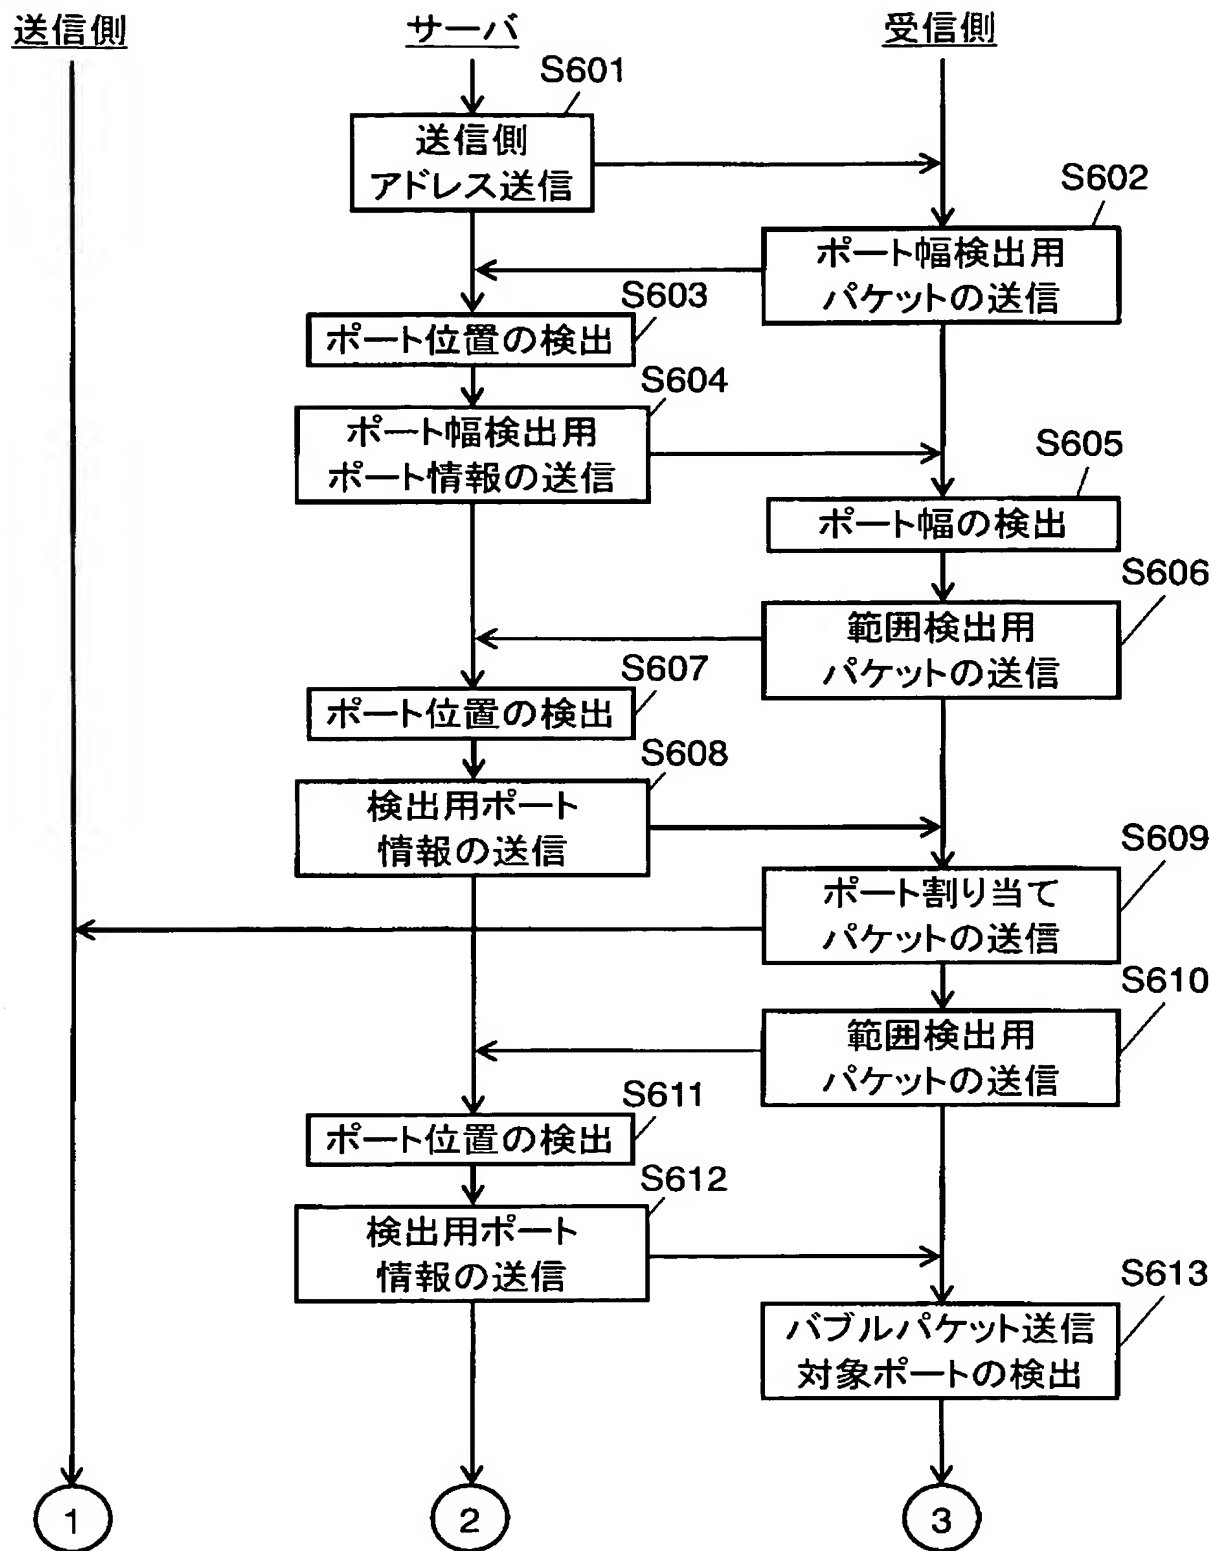 送信側
サーバ
受信側
S601
送信側
アドレス送信
S602
ポート幅検出用
パケットの送信
S603
ポート位置の検出
S604
ポート幅検出用
ポート情報の送信
S605
ポート幅の検出
S606
範囲検出用
パケットの送信
S607
ポート位置の検出
S608
検出用ポート
情報の送信
S609
ポート割り当て
パケットの送信
S610
範囲検出用
パケットの送信
S611
ポート位置の検出
S612
検出用ポート
情報の送信
S613
バブルパケット送信
対象ポートの検出
1
2
3